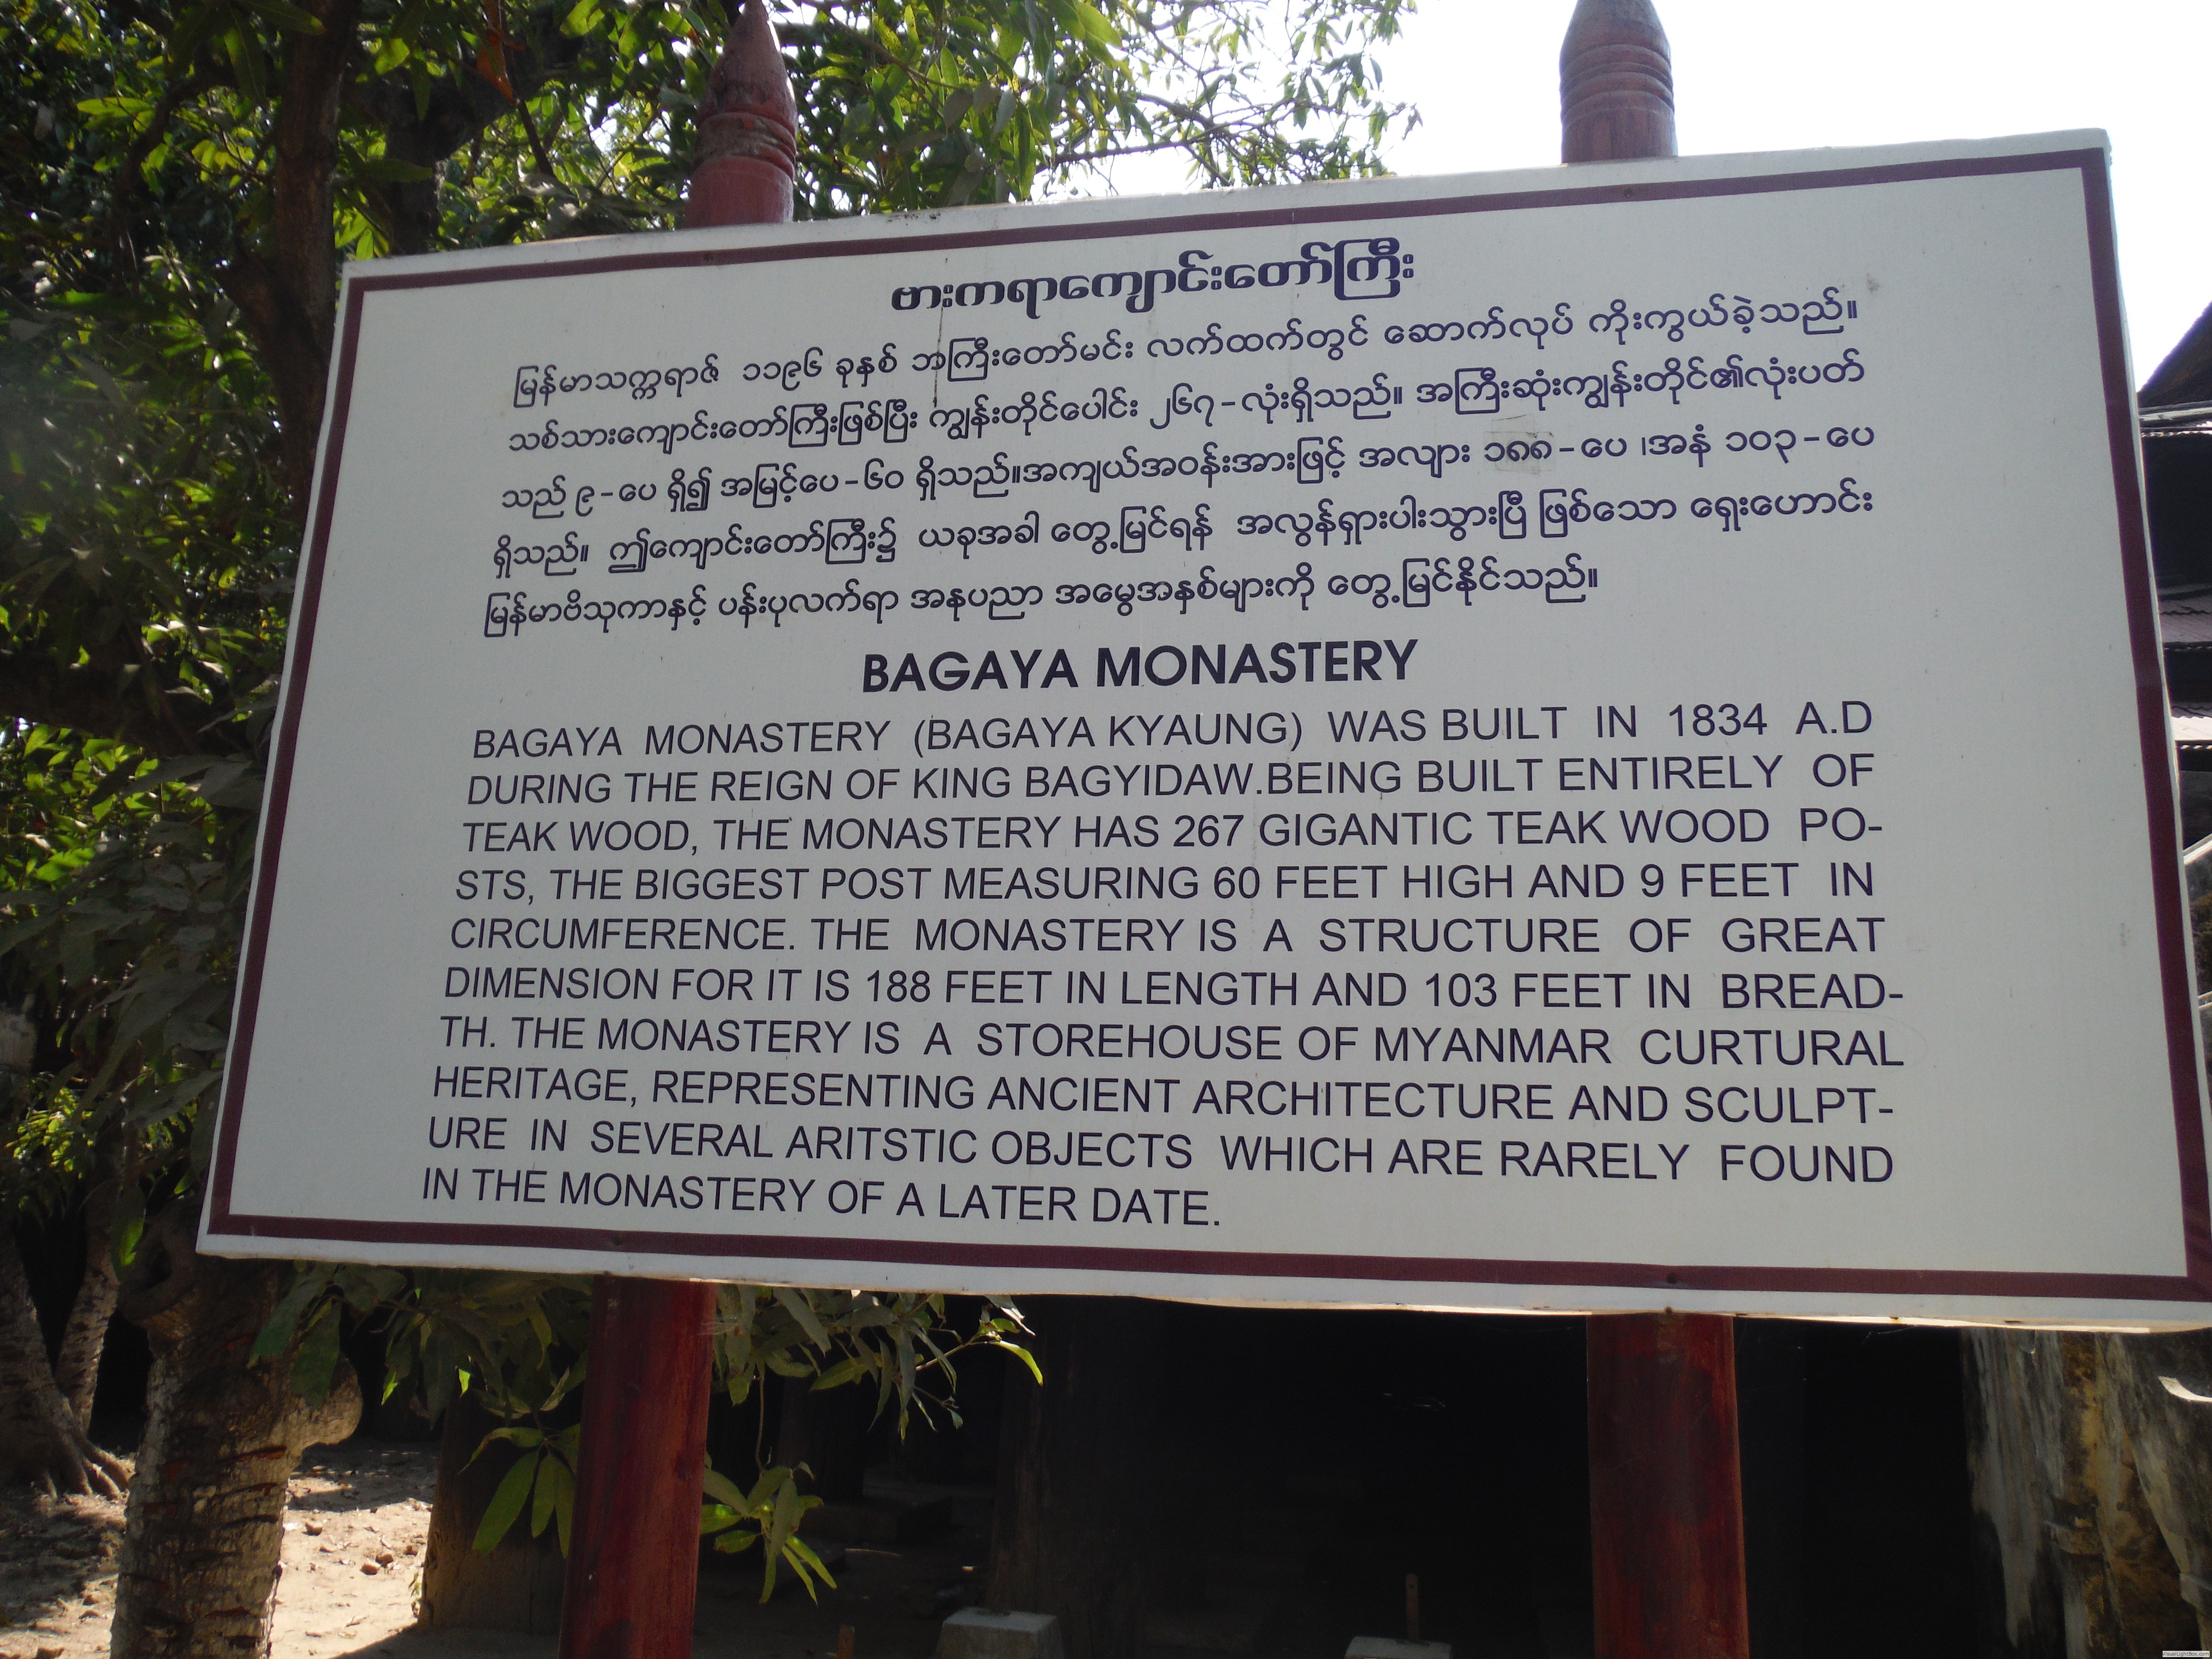 ဗားကရာကျောင်းတော်ကြီး
မြန်မာသက္ကရာဇ် ၁၁၉၆ ခုနှစ် ဘကြီးတော်မင်း လက်ထက်တွင် ဆောက်လုပ် ကိုးကွယ်ခဲ့သည်။
သစ်သားကျောင်းတော်ကြီးဖြစ်ပြီး ကျွန်းတိုင်ပေါင်း ၂၆၇-လုံးရှိသည်။ အကြီးဆုံးကျွန်းတိုင်၏လုံးပတ်
သည် ၉-ပေ ရှိ၍ အမြင့်ပေ-၆၀ ရှိသည်။အကျယ်အဝန်းအားဖြင့် အလျား ၁၈၈-ပေ ၊အနံ ၁၀၃-ပေ
ရှိသည်။ ဤကျောင်းတော်ကြီး၌ ယခုအခါ တွေ့မြင်ရန် အလွန်ရှားပါးသွားပြီ ဖြစ်သော ရှေးဟောင်း
မြန်မာဗိသုကာနှင့် ပန်းပုလက်ရာ အနုပညာ အမွေအနှစ်များကို တွေ့မြင်နိုင်သည်။
BAGAYA MONASTERY
BAGAYA MONASTERY (BAGAYA KYAUNG) WAS BUILT IN 1834 A.D
DURING THE REIGN OF KING BAGYIDAW.BEING BUILT ENTIRELY OF
TEAK WOOD, THE MONASTERY HAS 267 GIGANTIC TEAK WOOD PO-
STS, THE BIGGEST POST MEASURING 60 FEET HIGH AND 9 FEET IN
CIRCUMFERENCE. THE MONASTERY IS A STRUCTURE OF GREAT
DIMENSION FOR IT IS 188 FEET IN LENGTH AND 103 FEET IN BREAD-
TH. THE MONASTERY IS A STOREHOUSE OF MYANMAR CURTURAL
HERITAGE, REPRESENTING ANCIENT ARCHITECTURE AND SCULPT-
URE IN SEVERAL ARITSTIC OBJECTS WHICH ARE RARELY FOUND
IN THE MONASTERY OF A LATER DATE.